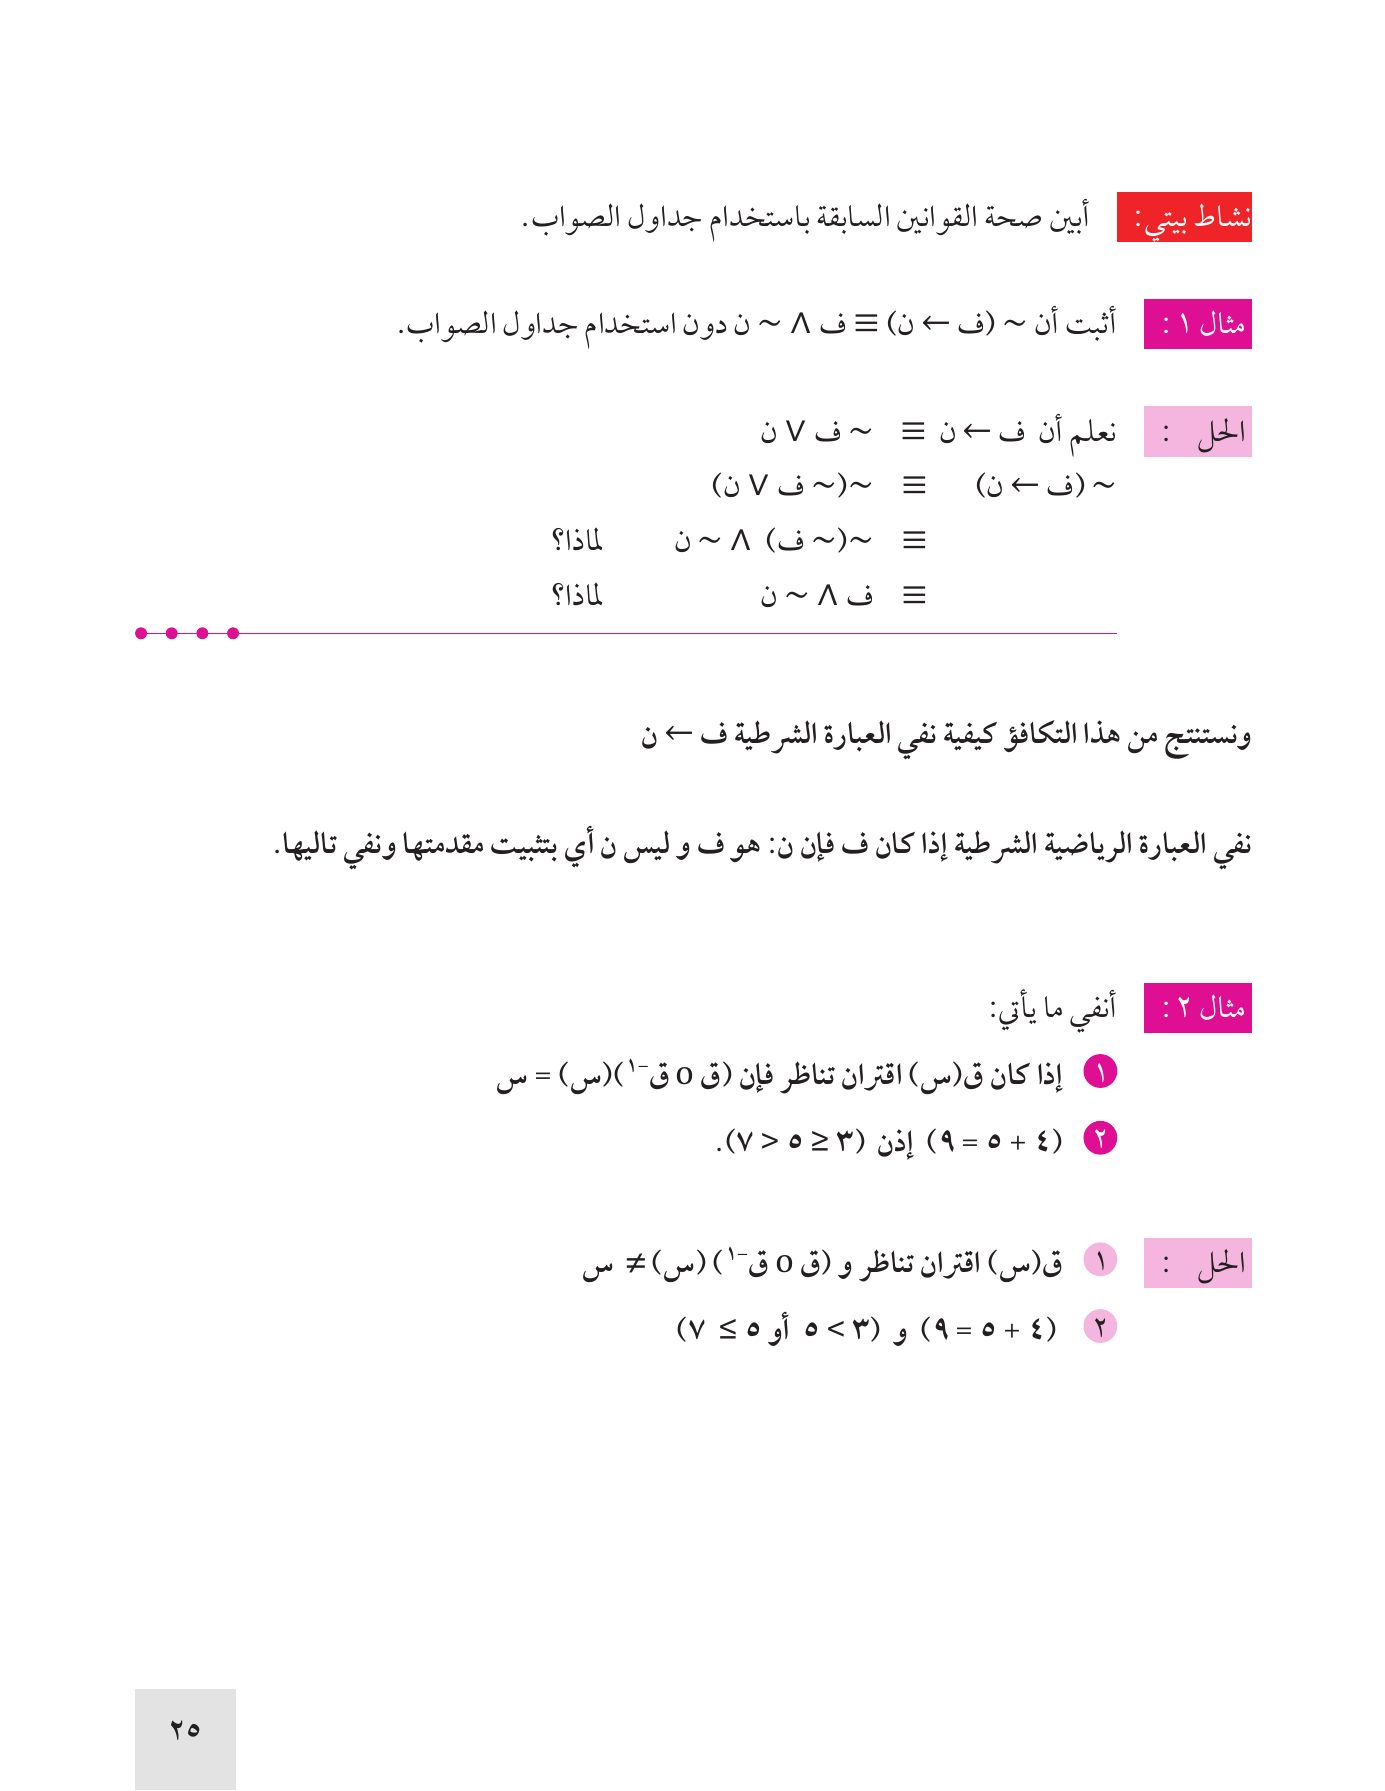 نشاط بيتي: أبين صحة القوانين السابقة باستخدام جداول الصواب.
مثال ١ : أثبت أن ~ (ف ← ن) ≡ ف ∧ ~ ن دون استخدام جداول الصواب.
الحل : نعلم أن ف ← ن ≡ ~ ف ∨ ن
~ (ف ← ن) ≡ ~(~ ف ∨ ن)
≡ ~(~ ف) ∧ ~ ن لماذا؟
≡ ف ∧ ~ ن لماذا؟
ونستنتج من هذا التكافؤ كيفية نفي العبارة الشرطية ف ← ن
نفي العبارة الرياضية الشرطية إذا كان ف فإن ن: هو ف و ليس ن أي بتثبيت مقدمتها ونفي تاليها.
مثال ٢ : أنفي ما يأتي:
١ إذا كان ق(س) اقتران تناظر فإن (ق o ق⁻¹)(س) = س
٢ (٤ + ٥ = ٩) إذن (٣ ≥ ٥ > ٧).
الحل : ١ ق(س) اقتران تناظر و (ق o ق⁻¹) (س) ≠ س
٢ (٤ + ٥ = ٩) و (٣ < ٥ أو ٥ ≤ ٧)
٢٥